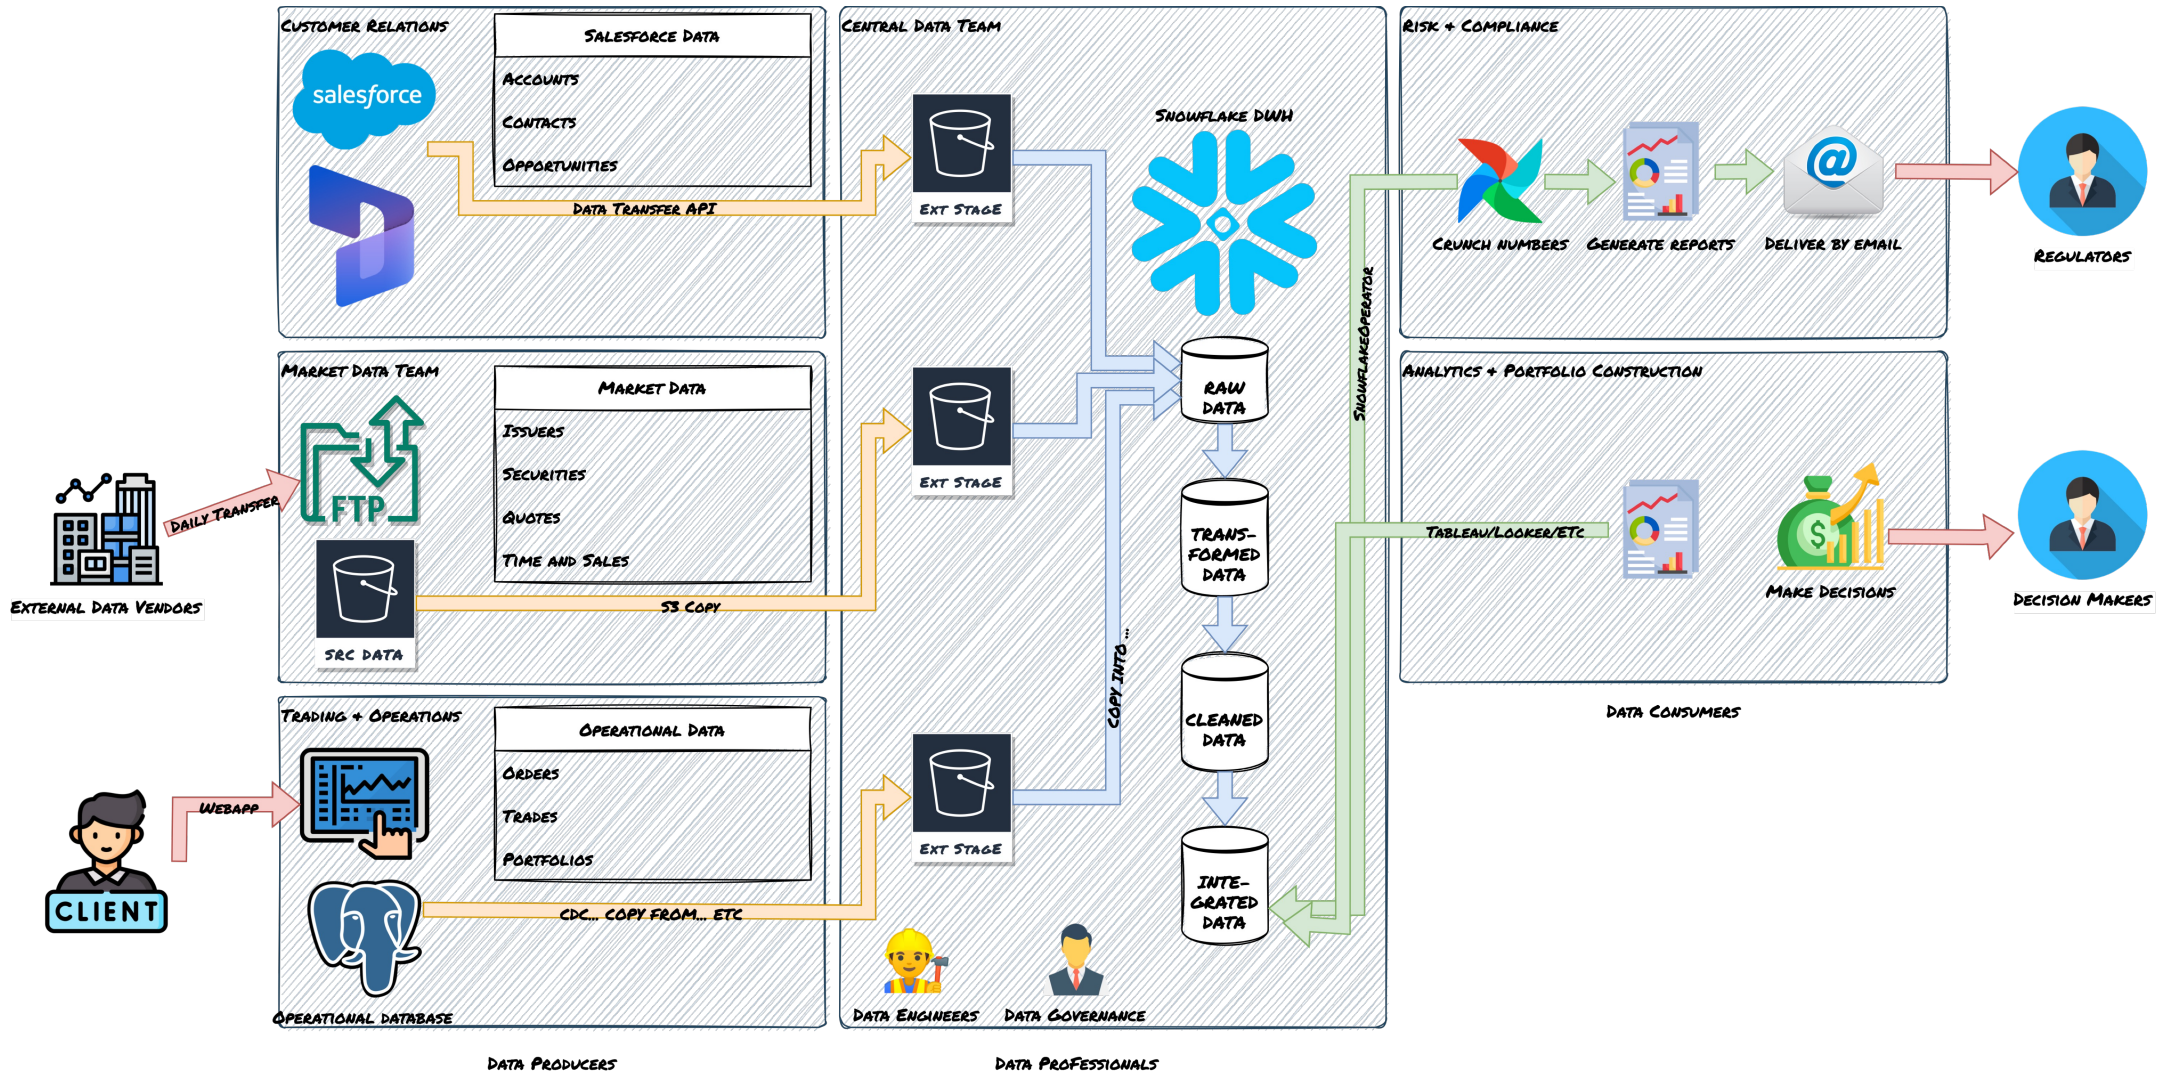 Customer Relations
salesforce
Salesforce Data
Accounts
Contacts
Opportunities
Data Transfer API
Market Data Team
FTP
SRC DATA
Market Data
Issuers
Securities
Quotes
Time and Sales
S3 Copy
Daily Transfer
External Data Vendors
Trading + Operations
Operational Data
Orders
Trades
Portfolios
CDC... COPY FROM... ETC
Webapp
CLIENT
Operational database
Data Producers
Central Data Team
EXT STAGE
EXT STAGE
EXT STAGE
Snowflake DWH
RAW
DATA
TRANS-
FORMED
DATA
CLEANED
DATA
INTE-
GRATED
DATA
COPY INTO ...
SnowflakeOperator
Data Engineers
Data Governance
Data ProFessionals
Risk + Compliance
Crunch numbers
Generate reports
Deliver by email
@
Regulators
Analytics + Portfolio Construction
Tableau/Looker/ETc
$
Make Decisions
Decision Makers
Data Consumers